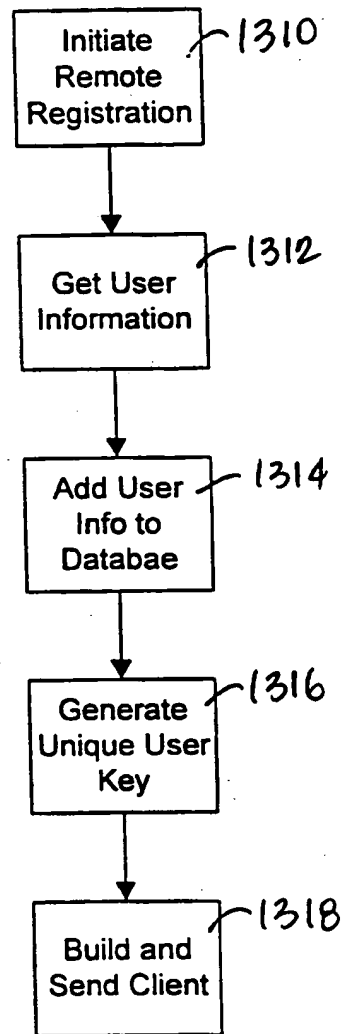 Initiate
Remote
Registration
1310
Get User
Information
1312
Add User
Info to
Databae
1314
Generate
Unique User
Key
1316
Build and
Send Client
1318